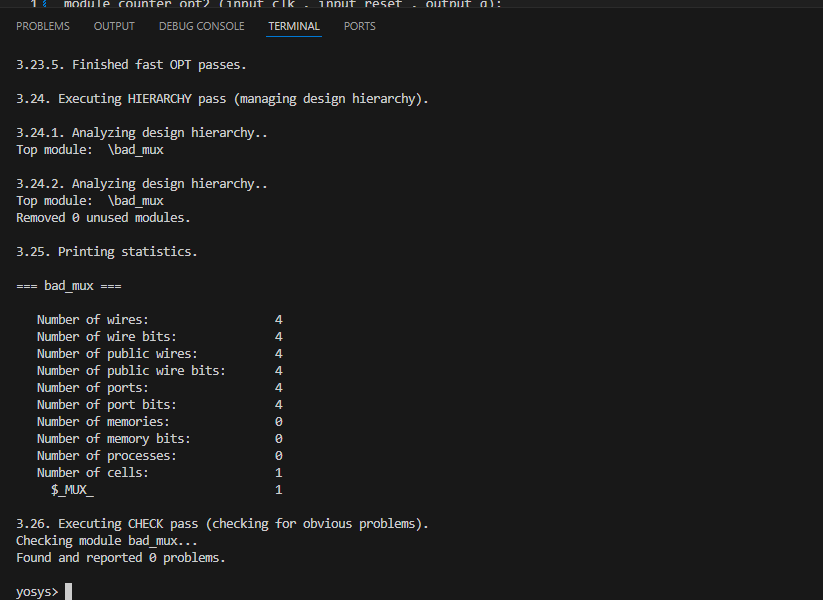 1 module counter_opt2 (input clk , input reset , output q);
PROBLEMS OUTPUT DEBUG CONSOLE TERMINAL PORTS
3.23.5. Finished fast OPT passes.
3.24. Executing HIERARCHY pass (managing design hierarchy).
3.24.1. Analyzing design hierarchy..
Top module:  \bad_mux
3.24.2. Analyzing design hierarchy..
Top module:  \bad_mux
Removed 0 unused modules.
3.25. Printing statistics.
=== bad_mux ===
Number of wires: 4
Number of wire bits: 4
Number of public wires: 4
Number of public wire bits: 4
Number of ports: 4
Number of port bits: 4
Number of memories: 0
Number of memory bits: 0
Number of processes: 0
Number of cells: 1
$_MUX_ 1
3.26. Executing CHECK pass (checking for obvious problems).
Checking module bad_mux...
Found and reported 0 problems.
yosys>